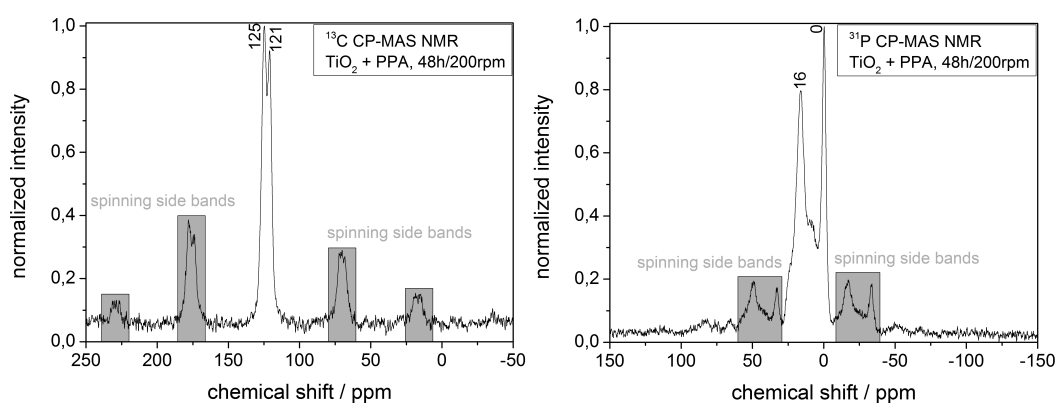 125
121
¹³C CP-MAS NMR
TiO₂ + PPA, 48h/200rpm
spinning side bands
spinning side bands
normalized intensity
1,0
0,8
0,6
0,4
0,2
0,0
250 200 150 100 50 0 -50
chemical shift / ppm
16
0
³¹P CP-MAS NMR
TiO₂ + PPA, 48h/200rpm
spinning side bands
spinning side bands
normalized intensity
1,0
0,8
0,6
0,4
0,2
0,0
150 100 50 0 -50 -100 -150
chemical shift / ppm